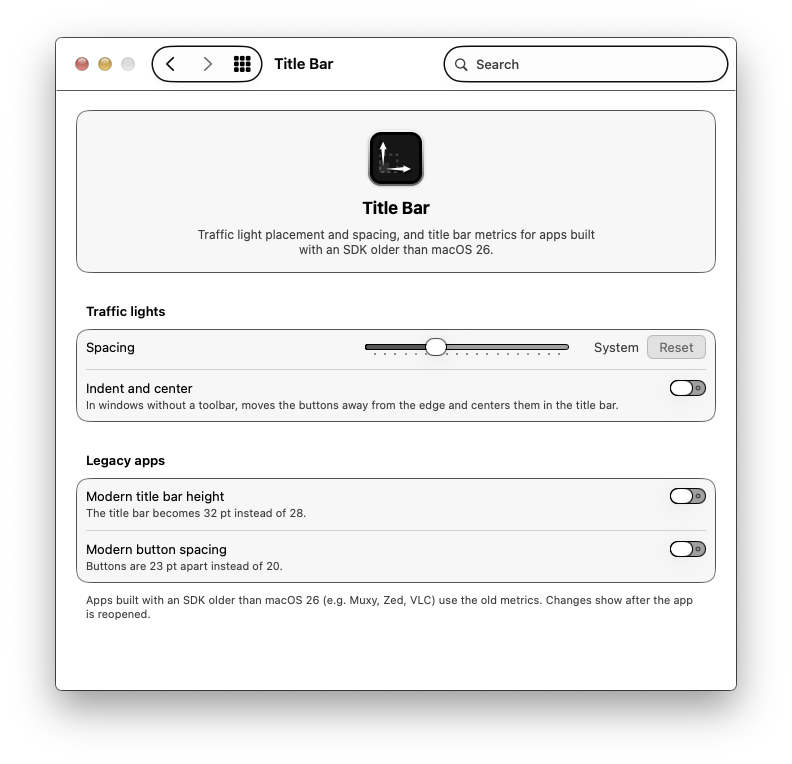 Title Bar
Search
Title Bar
Traffic light placement and spacing, and title bar metrics for apps built
with an SDK older than macOS 26.
Traffic lights
Spacing
System
Reset
Indent and center
In windows without a toolbar, moves the buttons away from the edge and centers them in the title bar.
Legacy apps
Modern title bar height
The title bar becomes 32 pt instead of 28.
Modern button spacing
Buttons are 23 pt apart instead of 20.
Apps built with an SDK older than macOS 26 (e.g. Muxy, Zed, VLC) use the old metrics. Changes show after the app
is reopened.